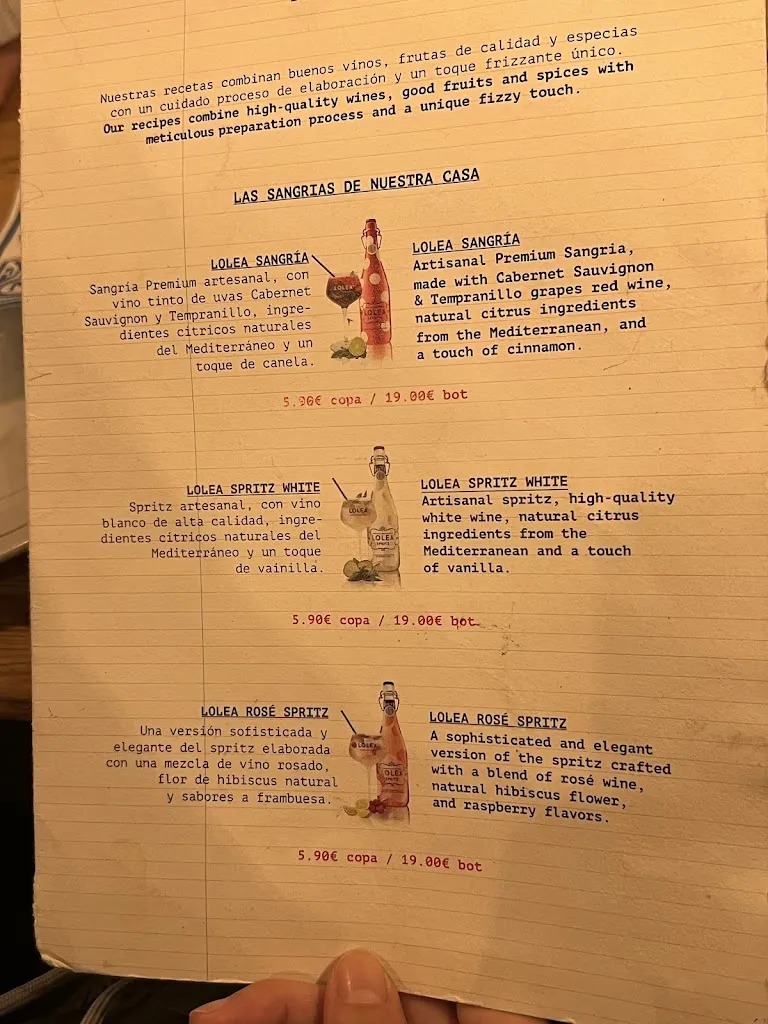 Nuestras recetas combinan buenos vinos, frutas de calidad y especias
con un cuidado proceso de elaboración y un toque frizzante único.
Our recipes combine high-quality wines, good fruits and spices with
meticulous preparation process and a unique fizzy touch.
LAS SANGRIAS DE NUESTRA CASA
LOLEA SANGRÍA
Sangría Premium artesanal, con
vino tinto de uvas Cabernet
Sauvignon y Tempranillo, ingre-
dientes cítricos naturales
del Mediterráneo y un
toque de canela.
LOLEA
LOLEA
LOLEA SANGRÍA
Artisanal Premium Sangria,
made with Cabernet Sauvignon
& Tempranillo grapes red wine,
natural citrus ingredients
from the Mediterranean, and
a touch of cinnamon.
5.90€ copa / 19.00€ bot
LOLEA SPRITZ WHITE
Spritz artesanal, con vino
blanco de alta calidad, ingre-
dientes cítricos naturales del
Mediterráneo y un toque
de vainilla.
LOLEA
LOLEA
SPRITZ
LOLEA SPRITZ WHITE
Artisanal spritz, high-quality
white wine, natural citrus
ingredients from the
Mediterranean and a touch
of vanilla.
5.90€ copa / 19.00€ bot
LOLEA ROSÉ SPRITZ
Una versión sofisticada y
elegante del spritz elaborada
con una mezcla de vino rosado,
flor de hibiscus natural
y sabores a frambuesa.
LOLEA
LOLEA
SPRITZ
LOLEA ROSÉ SPRITZ
A sophisticated and elegant
version of the spritz crafted
with a blend of rosé wine,
natural hibiscus flower,
and raspberry flavors.
5.90€ copa / 19.00€ bot